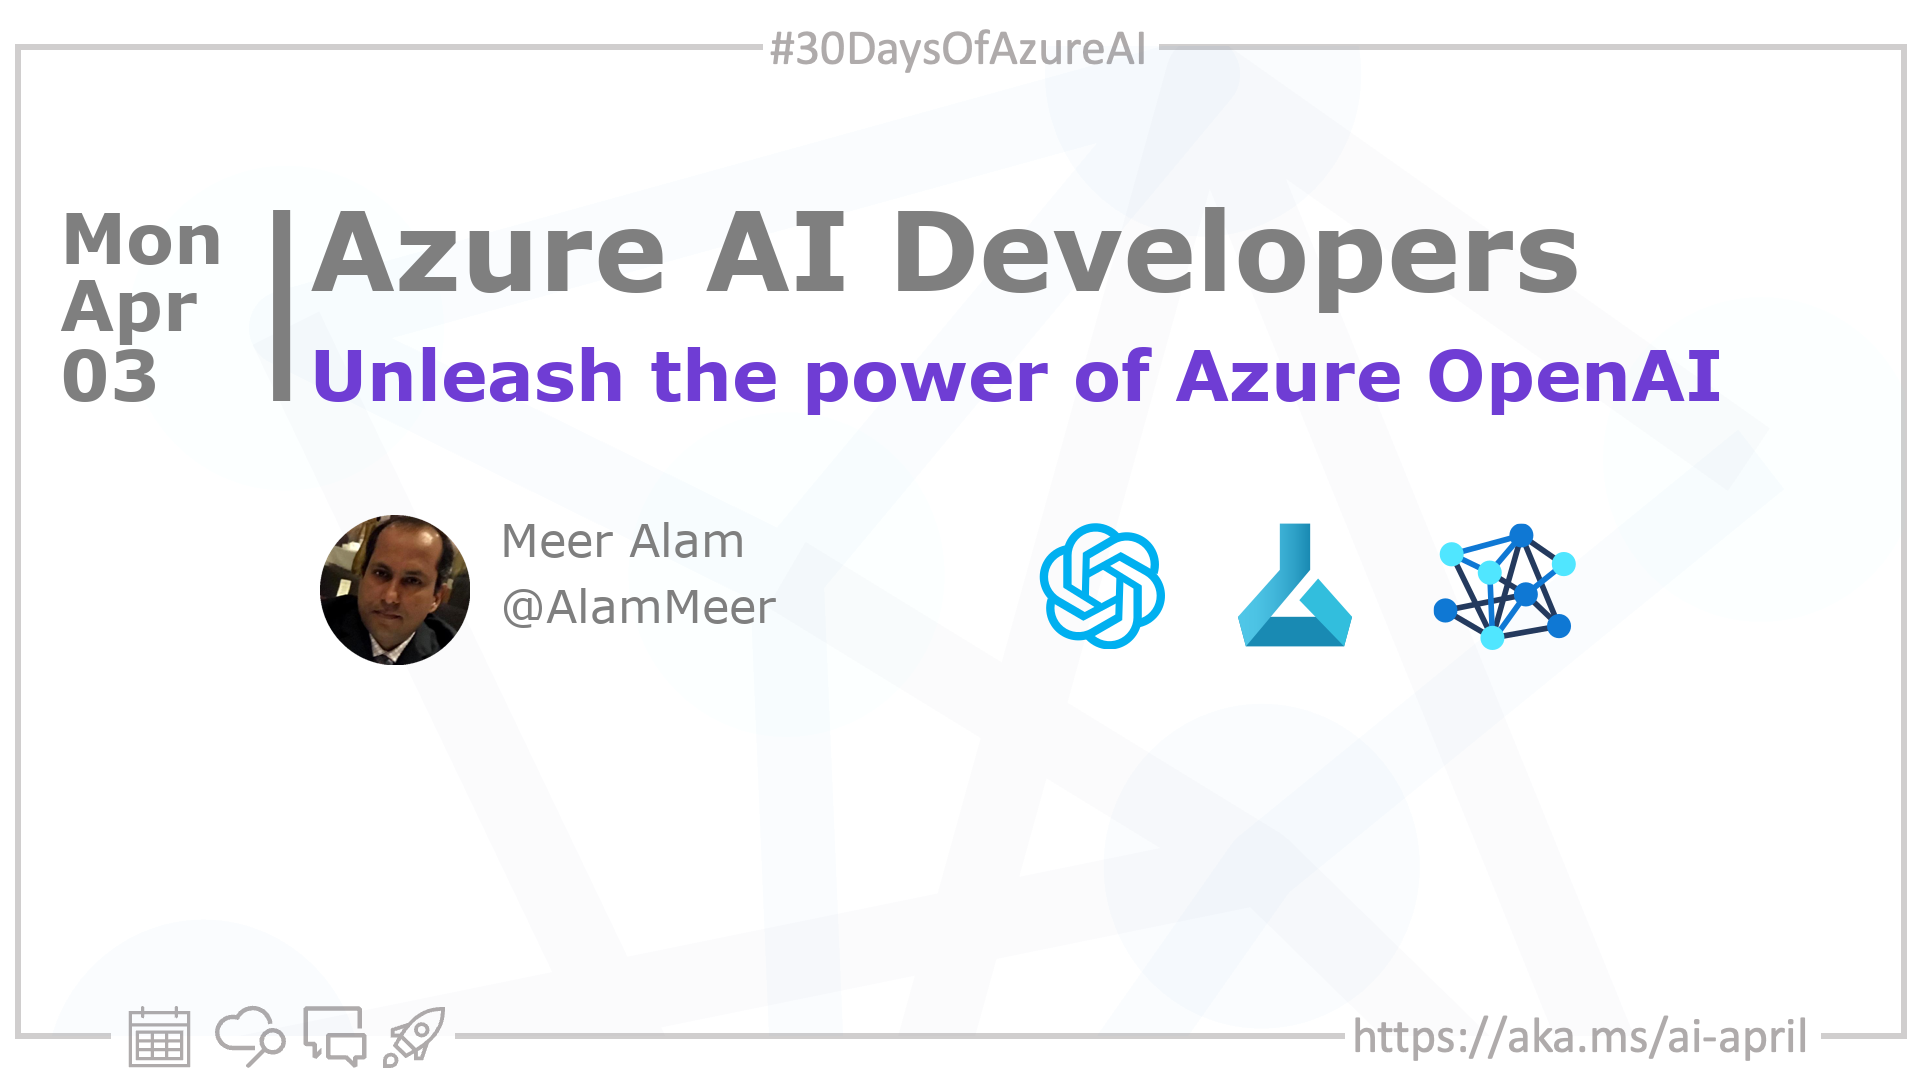 #30DaysOfAzureAI
Mon
Apr
03
Azure AI Developers
Unleash the power of Azure OpenAI
Meer Alam
@AlamMeer
https://aka.ms/ai-april